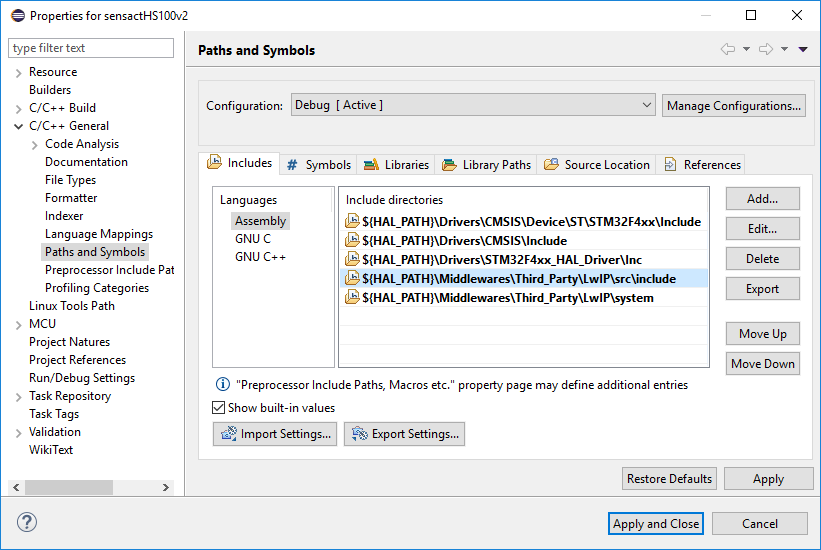 Properties for sensactHS100v2
type filter text
Resource
Builders
C/C++ Build
C/C++ General
Code Analysis
Documentation
File Types
Formatter
Indexer
Language Mappings
Paths and Symbols
Preprocessor Include Pat
Profiling Categories
Linux Tools Path
MCU
Project Natures
Project References
Run/Debug Settings
Task Repository
Task Tags
Validation
WikiText
Paths and Symbols
Configuration: Debug [ Active ] Manage Configurations...
Includes # Symbols Libraries Library Paths Source Location References
Languages
Assembly
GNU C
GNU C++
Include directories
${HAL_PATH}\Drivers\CMSIS\Device\ST\STM32F4xx\Include
${HAL_PATH}\Drivers\CMSIS\Include
${HAL_PATH}\Drivers\STM32F4xx_HAL_Driver\Inc
${HAL_PATH}\Middlewares\Third_Party\LwIP\src\include
${HAL_PATH}\Middlewares\Third_Party\LwIP\system
Add...
Edit...
Delete
Export
Move Up
Move Down
"Preprocessor Include Paths, Macros etc." property page may define additional entries
Show built-in values
Import Settings... Export Settings...
Restore Defaults Apply
? Apply and Close Cancel